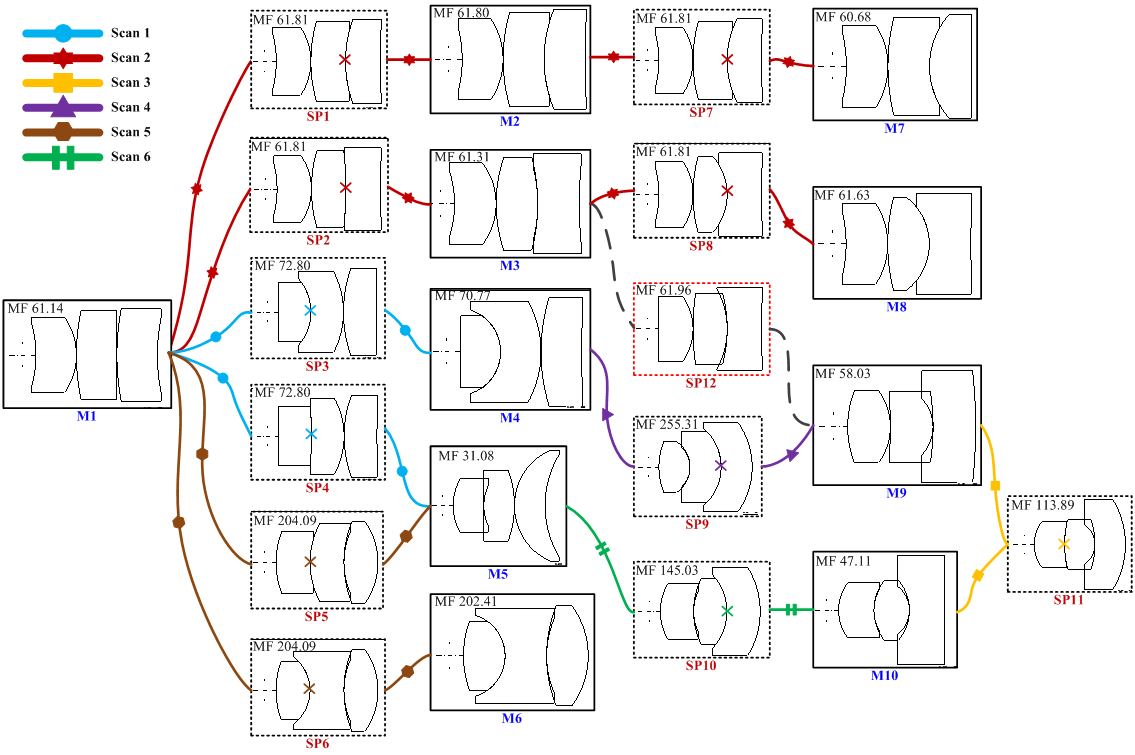 Scan 1
Scan 2
Scan 3
Scan 4
Scan 5
Scan 6
MF 61.14
M1
MF 61.81
SP1
MF 61.81
SP2
MF 72.80
SP3
MF 72.80
SP4
MF 204.09
SP5
MF 204.09
SP6
MF 61.80
M2
MF 61.31
M3
MF 70.77
M4
MF 31.08
M5
MF 202.41
M6
MF 61.81
SP7
MF 61.81
SP8
MF 61.96
SP12
MF 255.31
SP9
MF 145.03
SP10
MF 60.68
M7
MF 61.63
M8
MF 58.03
M9
MF 47.11
M10
MF 113.89
SP11